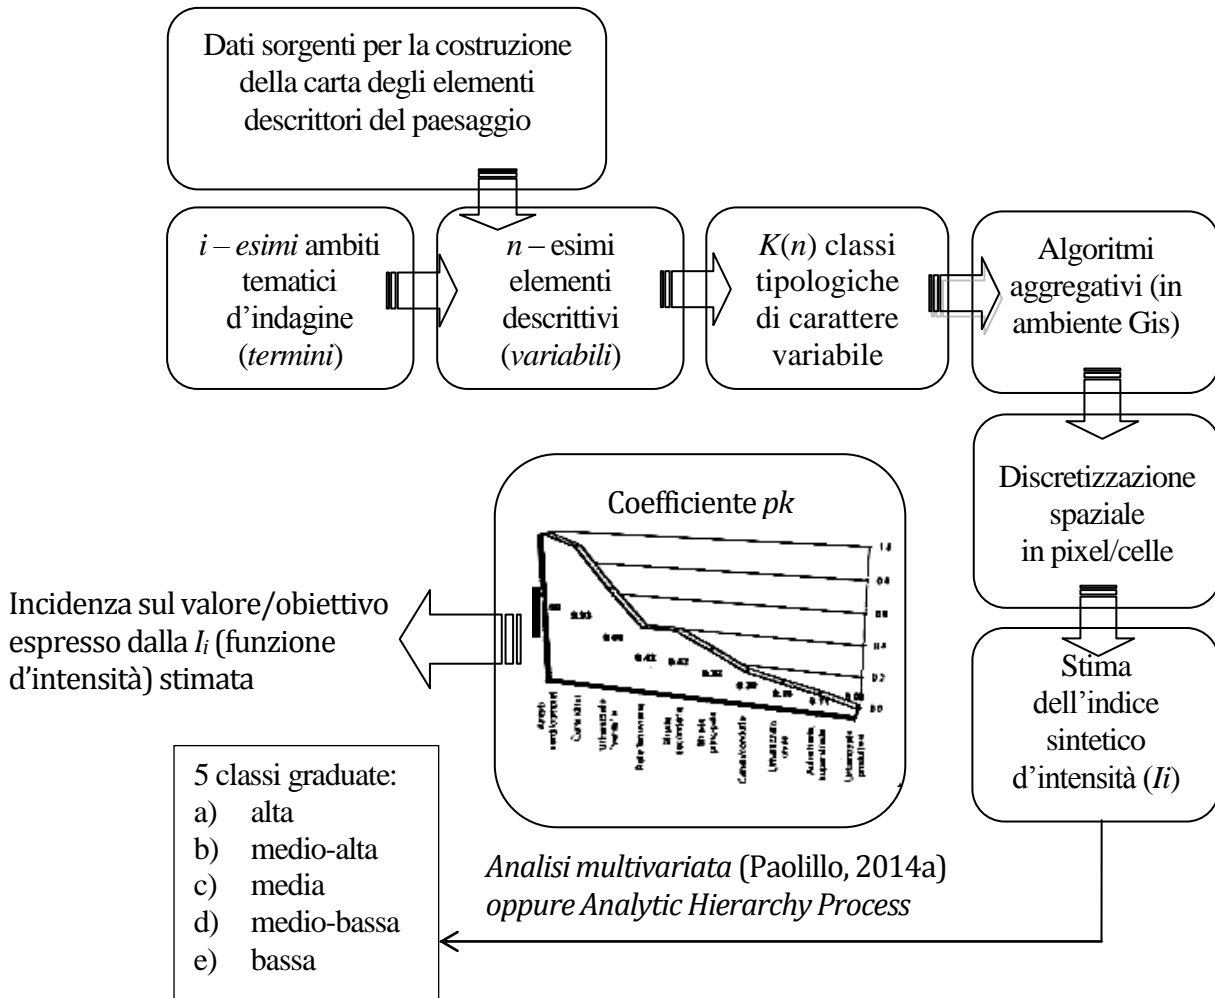 Dati sorgenti per la costruzione
della carta degli elementi
descrittori del paesaggio
i – esimi ambiti
tematici
d’indagine
(termini)
n – esimi
elementi
descrittivi
(variabili)
K(n) classi
tipologiche
di carattere
variabile
Algoritmi
aggregativi (in
ambiente Gis)
Discretizzazione
spaziale
in pixel/celle
Stima
dell’indice
sintetico
d’intensità (Ii)
Coefficiente pk
Incidenza sul valore/obiettivo
espresso dalla Ii (funzione
d’intensità) stimata
5 classi graduate:
a) alta
b) medio-alta
c) media
d) medio-bassa
e) bassa
Analisi multivariata (Paolillo, 2014a)
oppure Analytic Hierarchy Process